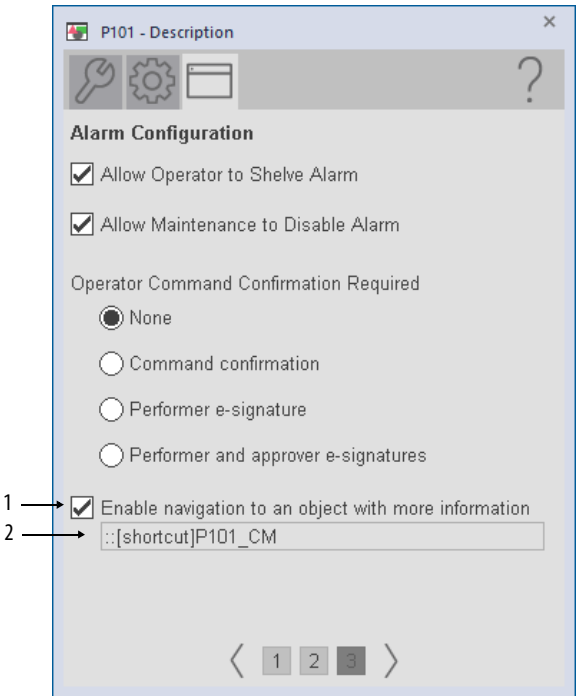 P101 - Description
Alarm Configuration
Allow Operator to Shelve Alarm
Allow Maintenance to Disable Alarm
Operator Command Confirmation Required
None
Command confirmation
Performer e-signature
Performer and approver e-signatures
1 Enable navigation to an object with more information
2 ::[shortcut]P101_CM
1 2 3